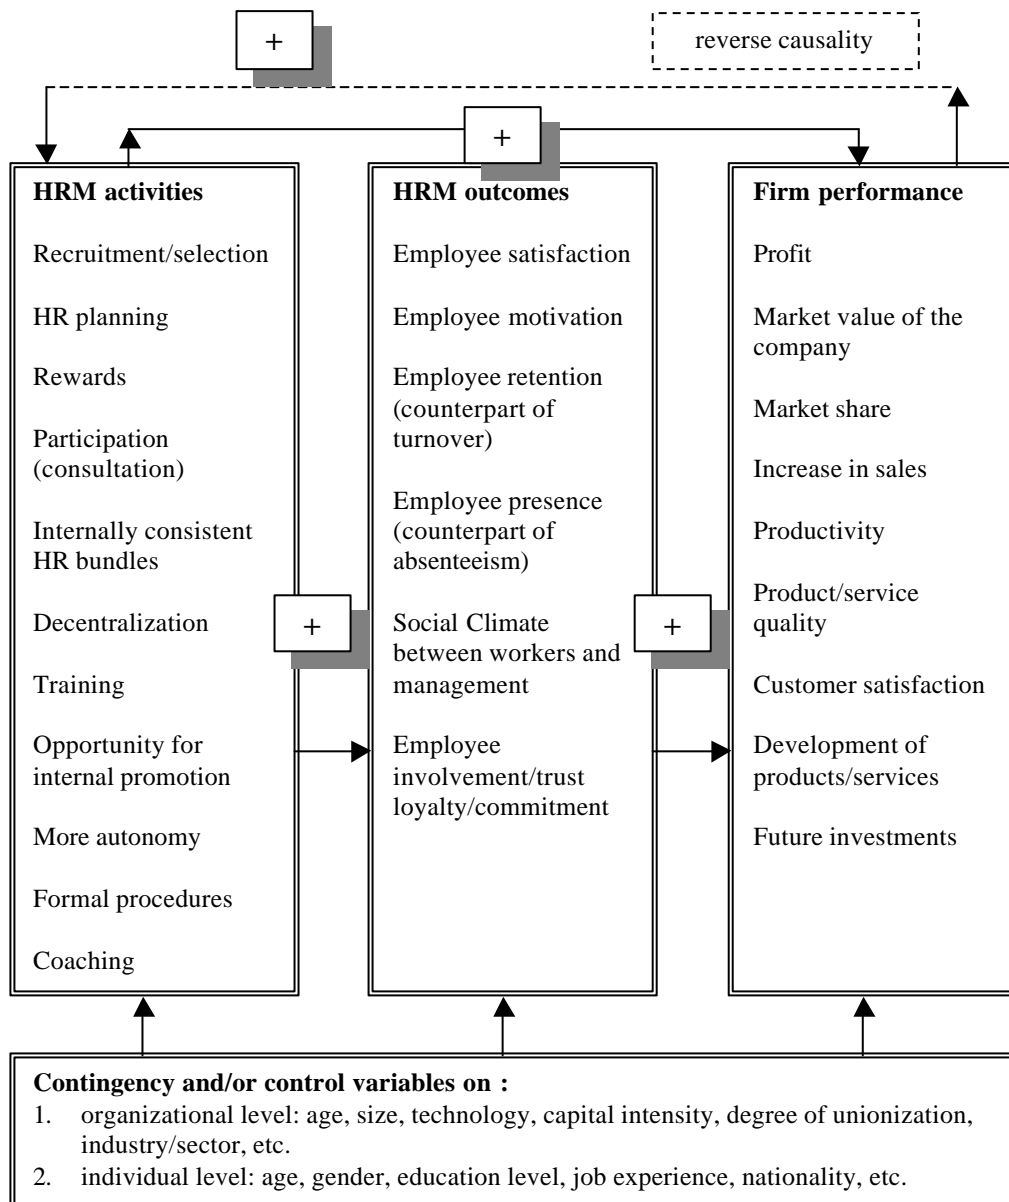 +
reverse causality
+
HRM activities
Recruitment/selection
HR planning
Rewards
Participation
(consultation)
Internally consistent
HR bundles
Decentralization
Training
Opportunity for
internal promotion
More autonomy
Formal procedures
Coaching
+
HRM outcomes
Employee satisfaction
Employee motivation
Employee retention
(counterpart of
turnover)
Employee presence
(counterpart of
absenteeism)
Social Climate
between workers and
management
Employee
involvement/trust
loyalty/commitment
+
Firm performance
Profit
Market value of the
company
Market share
Increase in sales
Productivity
Product/service
quality
Customer satisfaction
Development of
products/services
Future investments
Contingency and/or control variables on :
1. organizational level: age, size, technology, capital intensity, degree of unionization,
industry/sector, etc.
2. individual level: age, gender, education level, job experience, nationality, etc.